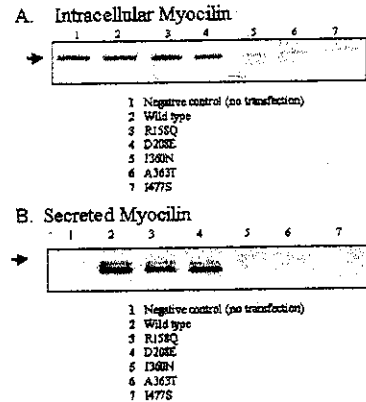 A. Intracellular Myocilin
1 2 3 4 5 6 7
1 Negative control (no transfection)
2 Wild type
3 R158Q
4 D208E
5 I360N
6 A363T
7 I477S
B. Secreted Myocilin
1 2 3 4 5 6 7
1 Negative control (no transfection)
2 Wild type
3 R158Q
4 D208E
5 I360N
6 A363T
7 I477S